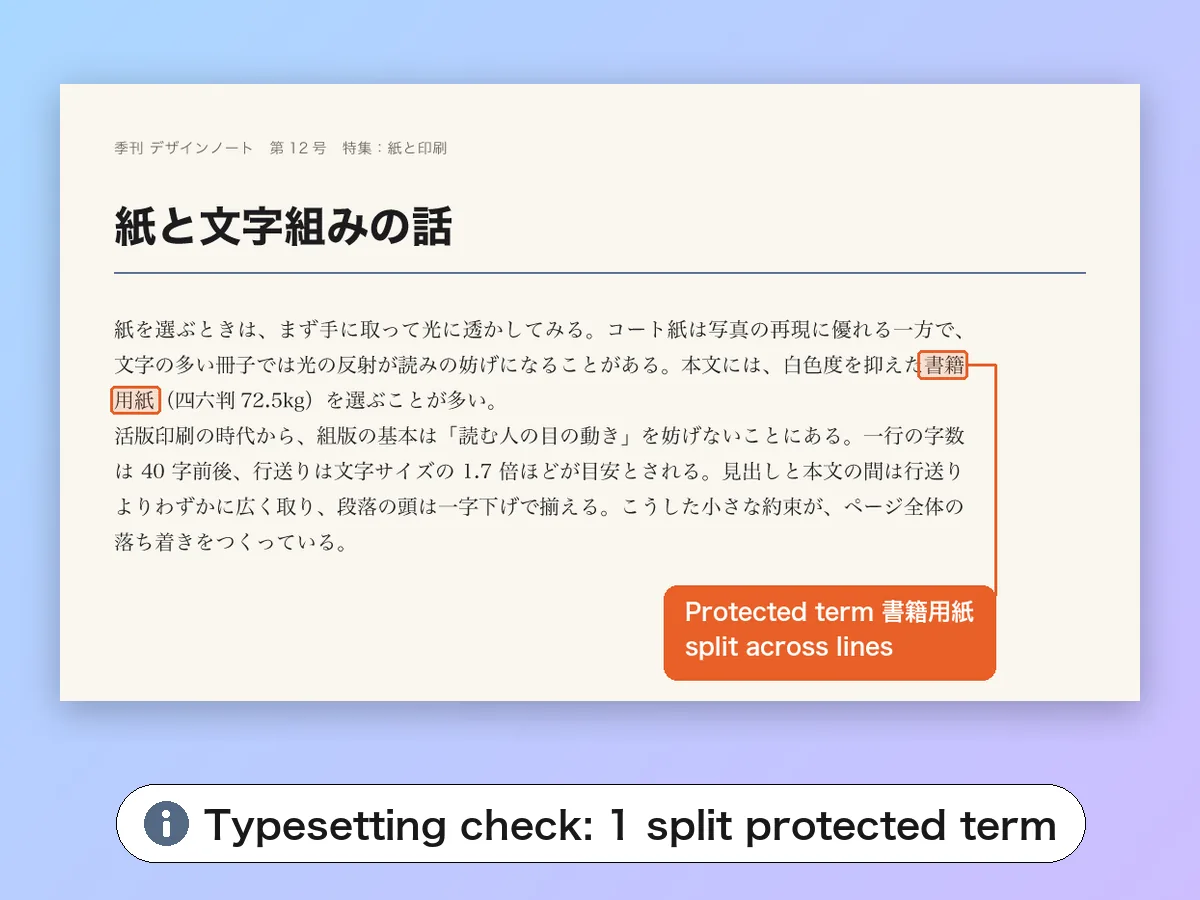 季刊 デザインノート　第 12 号　特集：紙と印刷
紙と文字組みの話
紙を選ぶときは、まず手に取って光に透かしてみる。コート紙は写真の再現に優れる一方で、
文字の多い冊子では光の反射が読みの妨げになることがある。本文には、白色度を抑えた書籍
用紙（四六判 72.5kg）を選ぶことが多い。
活版印刷の時代から、組版の基本は「読む人の目の動き」を妨げないことにある。一行の字数
は 40 字前後、行送りは文字サイズの 1.7 倍ほどが目安とされる。見出しと本文の間は行送り
よりわずかに広く取り、段落の頭は一字下げで揃える。こうした小さな約束が、ページ全体の
落ち着きをつくっている。
Protected term 書籍用紙
split across lines
Typesetting check: 1 split protected term